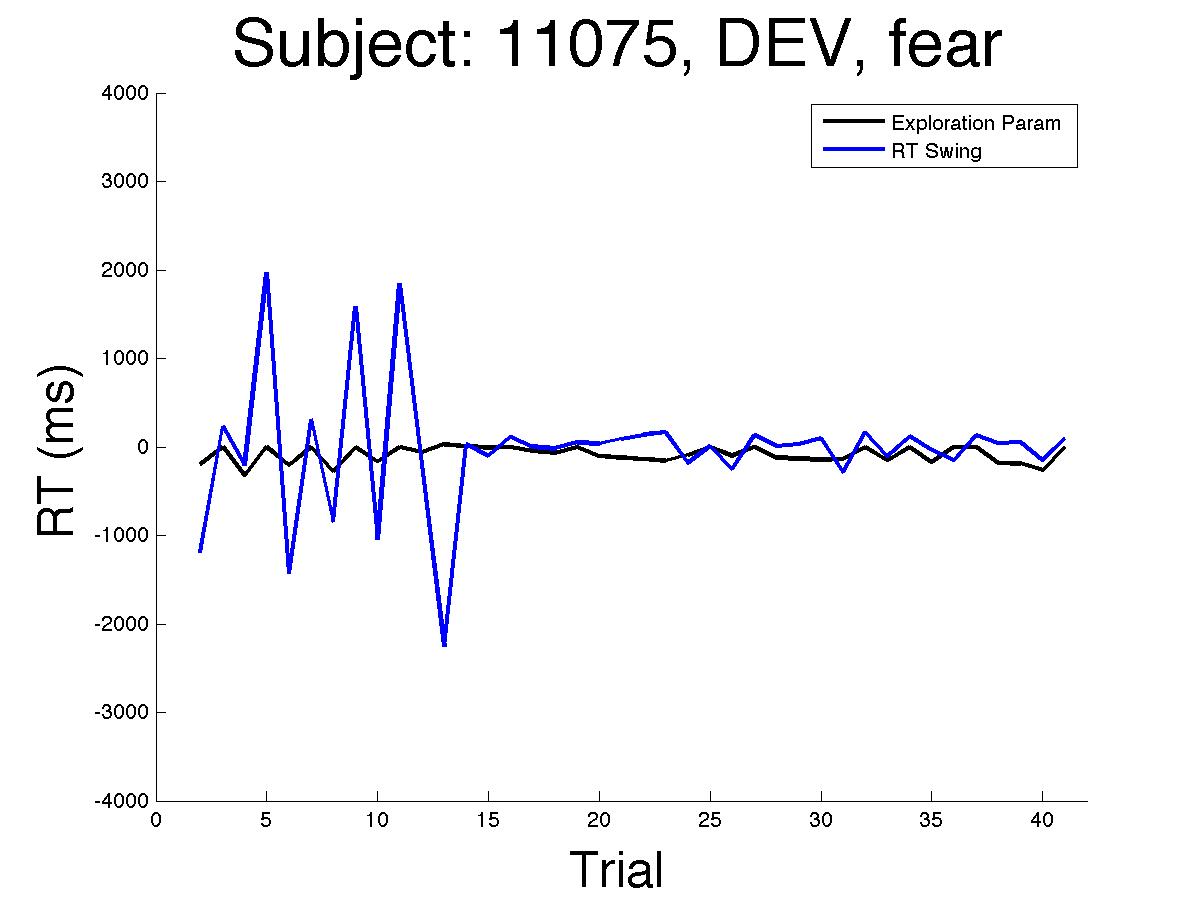 Subject: 11075, DEV, fear
4000
3000
2000
1000
0
-1000
-2000
-3000
-4000
RT (ms)
Exploration Param
RT Swing
0 5 10 15 20 25 30 35 40
Trial